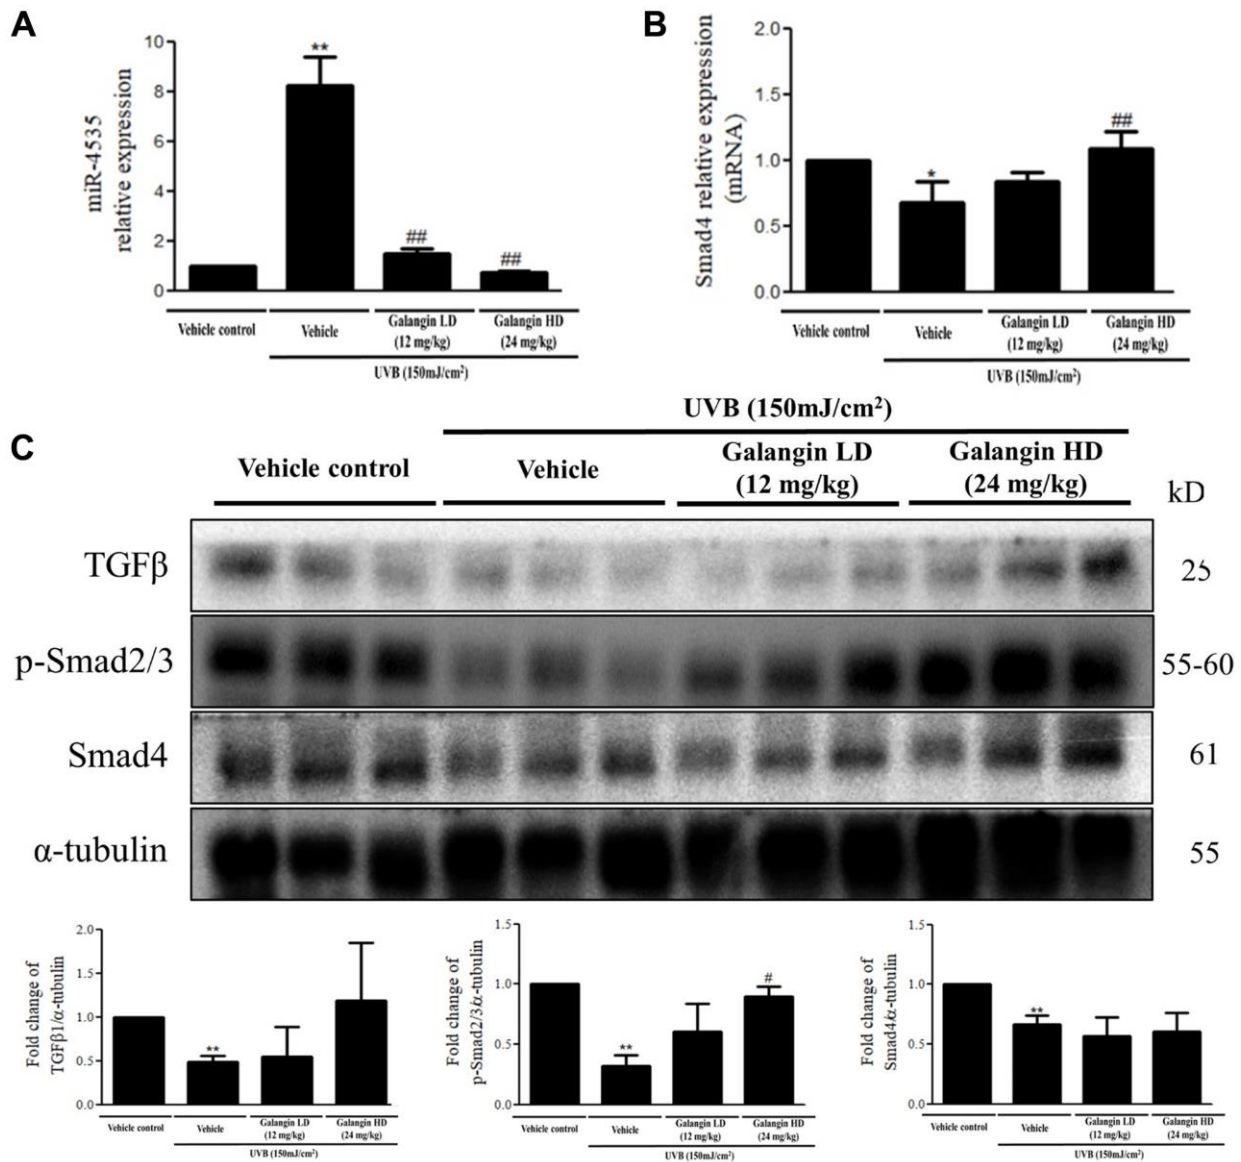 A
miR-4535
relative expression
10
8
6
4
2
0
**
##
##
Vehicle control
Vehicle
Galangin LD
(12 mg/kg)
Galangin HD
(24 mg/kg)
UVB (150mJ/cm²)
B
Smad4 relative expression
(mRNA)
2.0
1.5
1.0
0.5
0.0
*
##
Vehicle control
Vehicle
Galangin LD
(12 mg/kg)
Galangin HD
(24 mg/kg)
UVB (150mJ/cm²)
C
UVB (150mJ/cm²)
Vehicle control
Vehicle
Galangin LD
(12 mg/kg)
Galangin HD
(24 mg/kg)
kD
TGFβ
25
p-Smad2/3
55-60
Smad4
61
α-tubulin
55
Fold change of
TGFβ1/α-tubulin
2.0
1.5
1.0
0.5
0.0
**
Vehicle control
Vehicle
Galangin LD
(12 mg/kg)
Galangin HD
(24 mg/kg)
UVB (150mJ/cm²)
Fold change of
p-Smad2/3/α-tubulin
1.5
1.0
0.5
0.0
**
#
Vehicle control
Vehicle
Galangin LD
(12 mg/kg)
Galangin HD
(24 mg/kg)
UVB (150mJ/cm²)
Fold change of
Smad4/α-tubulin
1.5
1.0
0.5
0.0
**
Vehicle control
Vehicle
Galangin LD
(12 mg/kg)
Galangin HD
(24 mg/kg)
UVB (150mJ/cm²)